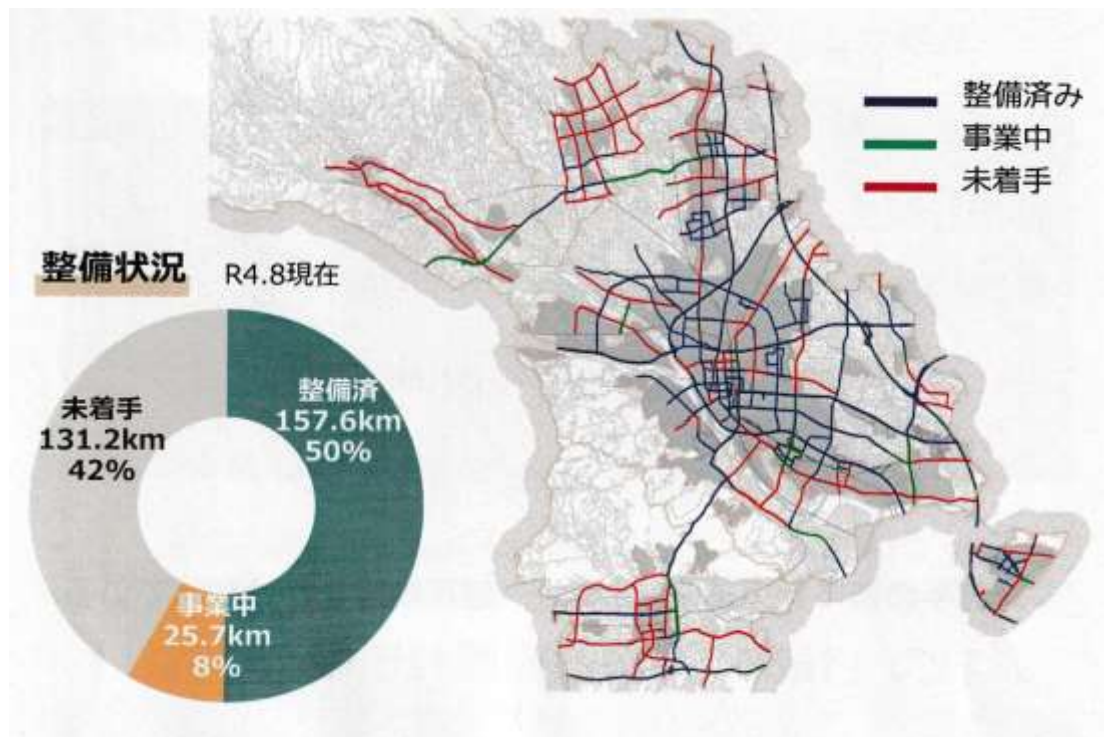 整備済み
事業中
未着手
整備状況
R4.8現在
整備済
157.6km
50%
未着手
131.2km
42%
事業中
25.7km
8%